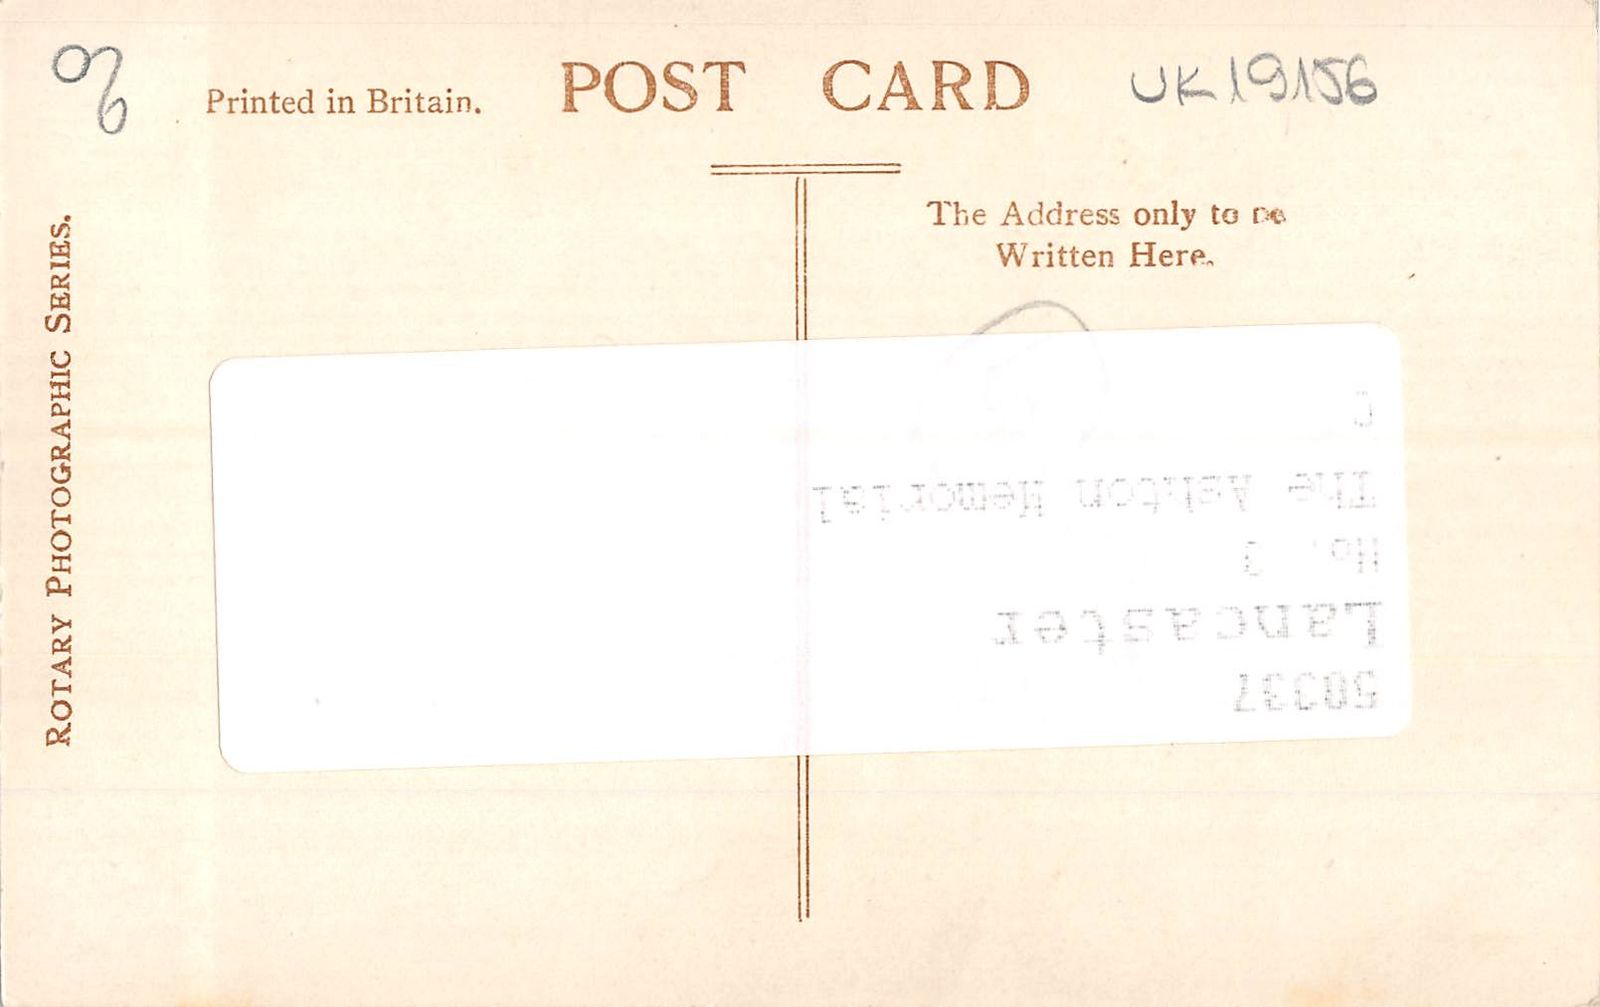 Printed in Britain.
POST CARD
UK19156
ROTARY PHOTOGRAPHIC SERIES.
The Address only to be
Written Here.
50337
Lancaster
No. 3
The Ashton Memorial
C